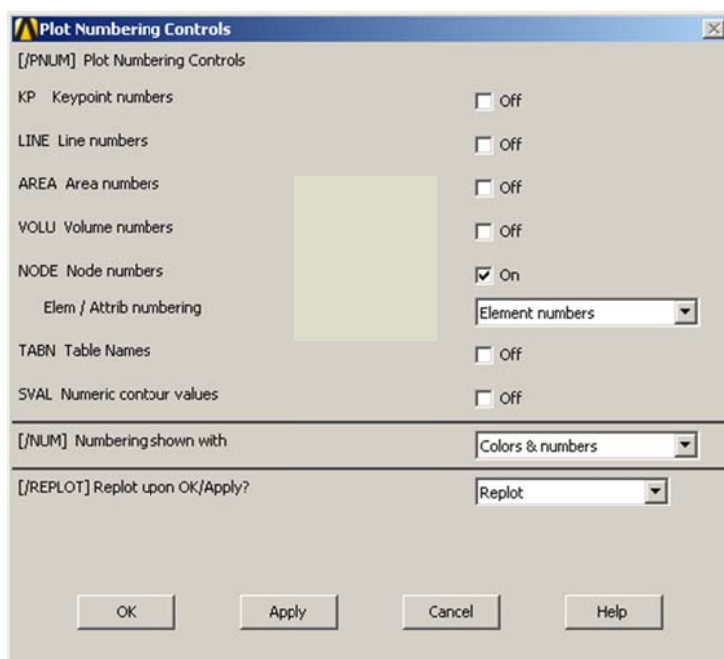 Plot Numbering Controls
[/PNUM] Plot Numbering Controls
KP Keypoint numbers
Off
LINE Line numbers
Off
AREA Area numbers
Off
VOLU Volume numbers
Off
NODE Node numbers
On
Elem / Attrib numbering
Element numbers
TABN Table Names
Off
SVAL Numeric contour values
Off
[/NUM] Numbering shown with
Colors & numbers
[/REPLOT] Replot upon OK/Apply?
Replot
OK
Apply
Cancel
Help